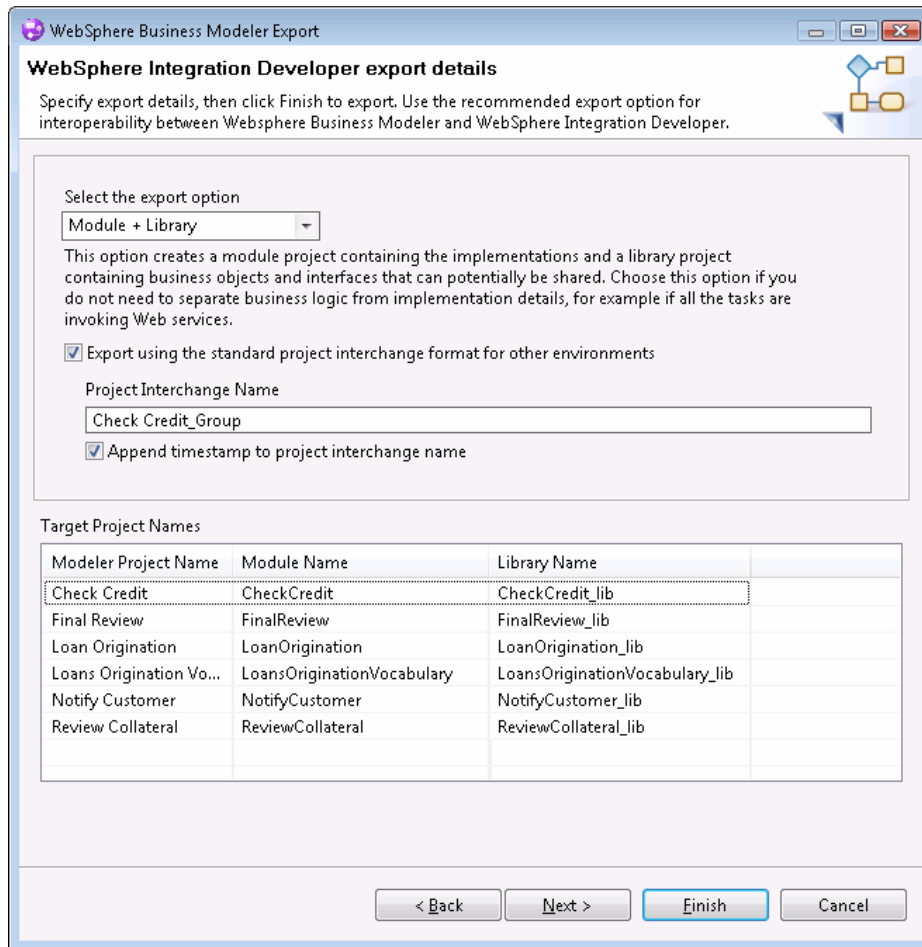 WebSphere Business Modeler Export
WebSphere Integration Developer export details
Specify export details, then click Finish to export. Use the recommended export option for
interoperability between Websphere Business Modeler and WebSphere Integration Developer.
Select the export option
Module + Library
This option creates a module project containing the implementations and a library project
containing business objects and interfaces that can potentially be shared. Choose this option if you
do not need to separate business logic from implementation details, for example if all the tasks are
invoking Web services.
Export using the standard project interchange format for other environments
Project Interchange Name
Check Credit_Group
Append timestamp to project interchange name
Target Project Names
Modeler Project Name Module Name Library Name
Check Credit CheckCredit CheckCredit_lib
Final Review FinalReview FinalReview_lib
Loan Origination LoanOrigination LoanOrigination_lib
Loans Origination Vo... LoansOriginationVocabulary LoansOriginationVocabulary_lib
Notify Customer NotifyCustomer NotifyCustomer_lib
Review Collateral ReviewCollateral ReviewCollateral_lib
< Back Next > Finish Cancel